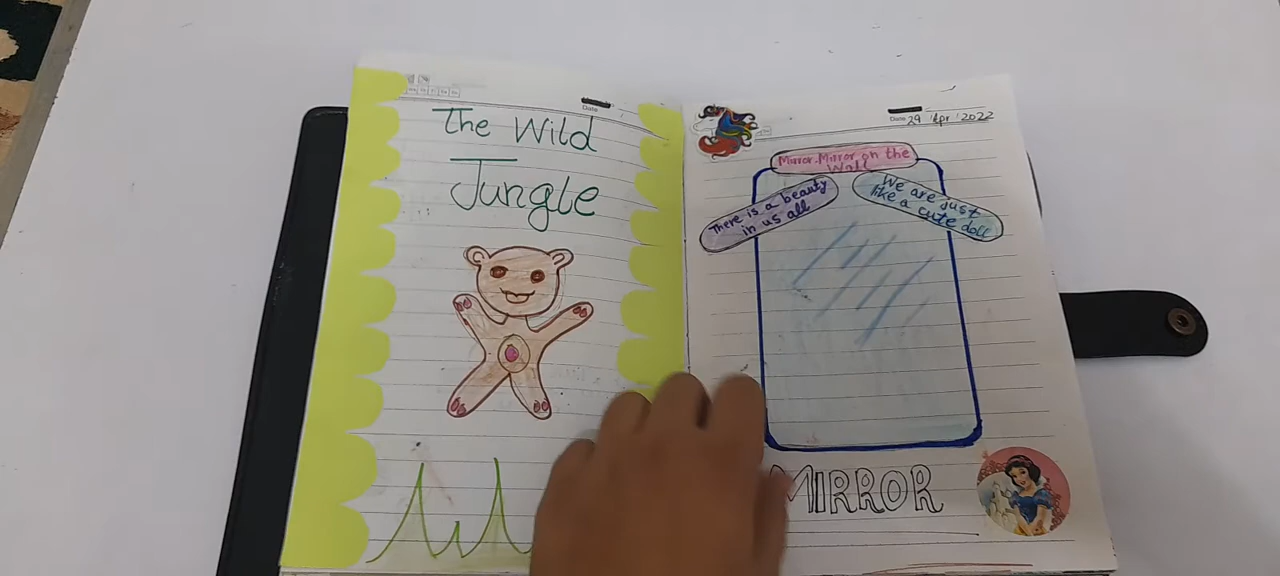 The Wild
Jungle
Date
Date 29 Apr 2022
Mirror. Mirror on the
Wall
There is a beauty
in us all
We are just
like a cute doll
MIRROR